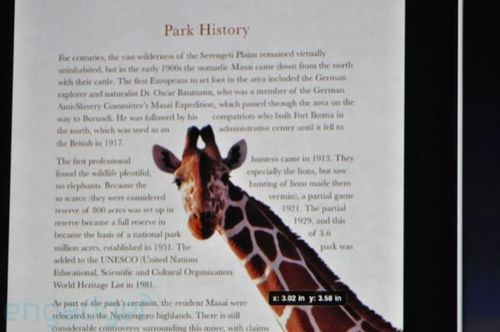 Park History
For centuries, the vast wilderness of the Serengeti Plains remained virtually
uninhabited, but in the early 1900s the nomadic Masai came down from the north
with their cattle. The first Europeans to set foot in the area included the German
explorer and naturalist Dr. Oscar Baumann, who was a member of the German
Anti-Slavery Committee's Masai Expedition, which passed through the area on the
way to Burundi. He was followed by his compatriots who built Fort Ikoma in
the north, which was used as an administrative center until it fell to
the British in 1917.
The first professional hunters came in 1913. They
found the wildlife plentiful, especially the lions, but saw
no elephants. Because the hunting of lions made them
so scarce (they were considered vermin), a partial game
reserve of 800 acres was set up in 1921. The partial
reserve became a full reserve in 1929, and this
became the basis of a national park of 3.6
million acres, established in 1951. The park was
added to the UNESCO (United Nations
Educational, Scientific and Cultural Organization)
World Heritage List in 1981.
As part of the park's creation, the resident Masai were
relocated to the Ngorongoro highlands. There is still
considerable controversy surrounding this move, with claims
x: 3.02 in y: 3.58 in
engadget